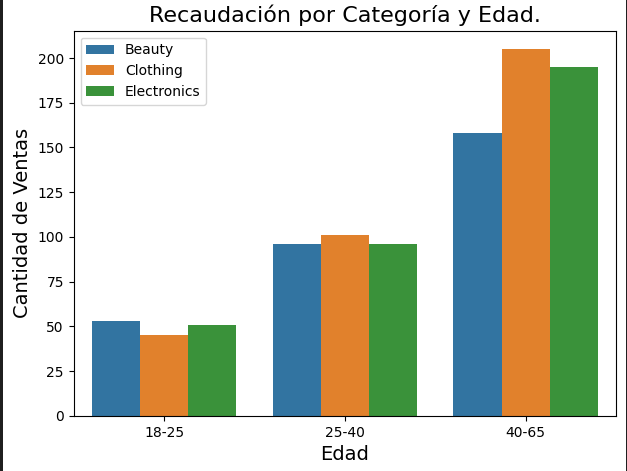 Recaudación por Categoría y Edad.
Beauty
Clothing
Electronics
Cantidad de Ventas
200
175
150
125
100
75
50
25
0
18-25
25-40
40-65
Edad